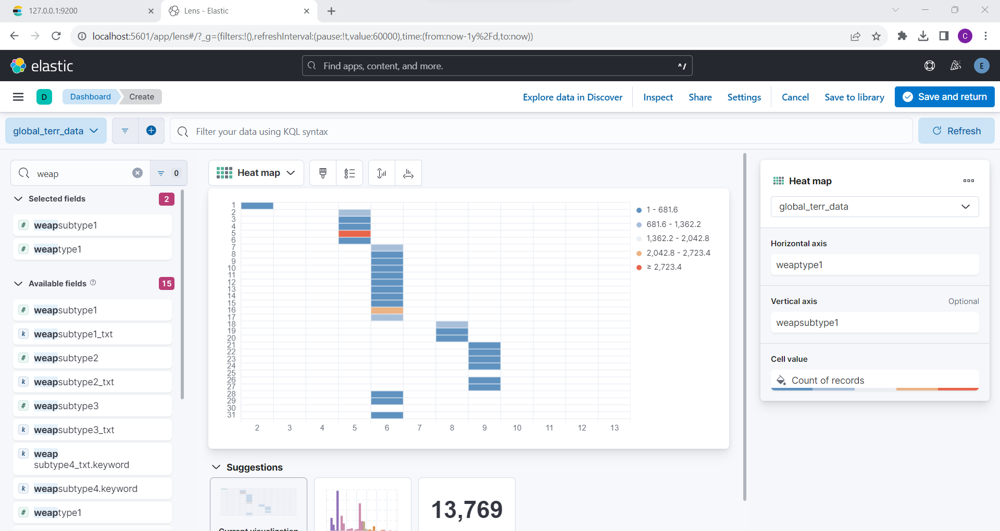 127.0.0.1:9200
Lens - Elastic
localhost:5601/app/lens#/?_g=(filters:!(),refreshInterval:(pause:!t,value:60000),time:(from:now-1y%2Fd,to:now))
C
elastic
Find apps, content, and more.
^/
E
D
Dashboard
Create
Explore data in Discover
Inspect
Share
Settings
Cancel
Save to library
Save and return
global_terr_data
Filter your data using KQL syntax
Refresh
weap
0
Selected fields
2
# weapsubtype1
# weaptype1
Available fields
15
# weapsubtype1
k weapsubtype1_txt
# weapsubtype2
k weapsubtype2_txt
# weapsubtype3
k weapsubtype3_txt
k weap
subtype4_txt.keyword
k weapsubtype4.keyword
# weaptype1
Heat map
1
2
3
4
5
6
7
8
9
10
11
12
13
14
15
16
17
18
19
20
21
22
23
24
25
26
27
28
29
30
31
2 3 4 5 6 7 8 9 10 11 12 13
1 - 681.6
681.6 - 1,362.2
1,362.2 - 2,042.8
2,042.8 - 2,723.4
≥ 2,723.4
Suggestions
Current visualization
13,769
Heat map
global_terr_data
Horizontal axis
weaptype1
Vertical axis
Optional
weapsubtype1
Cell value
Count of records